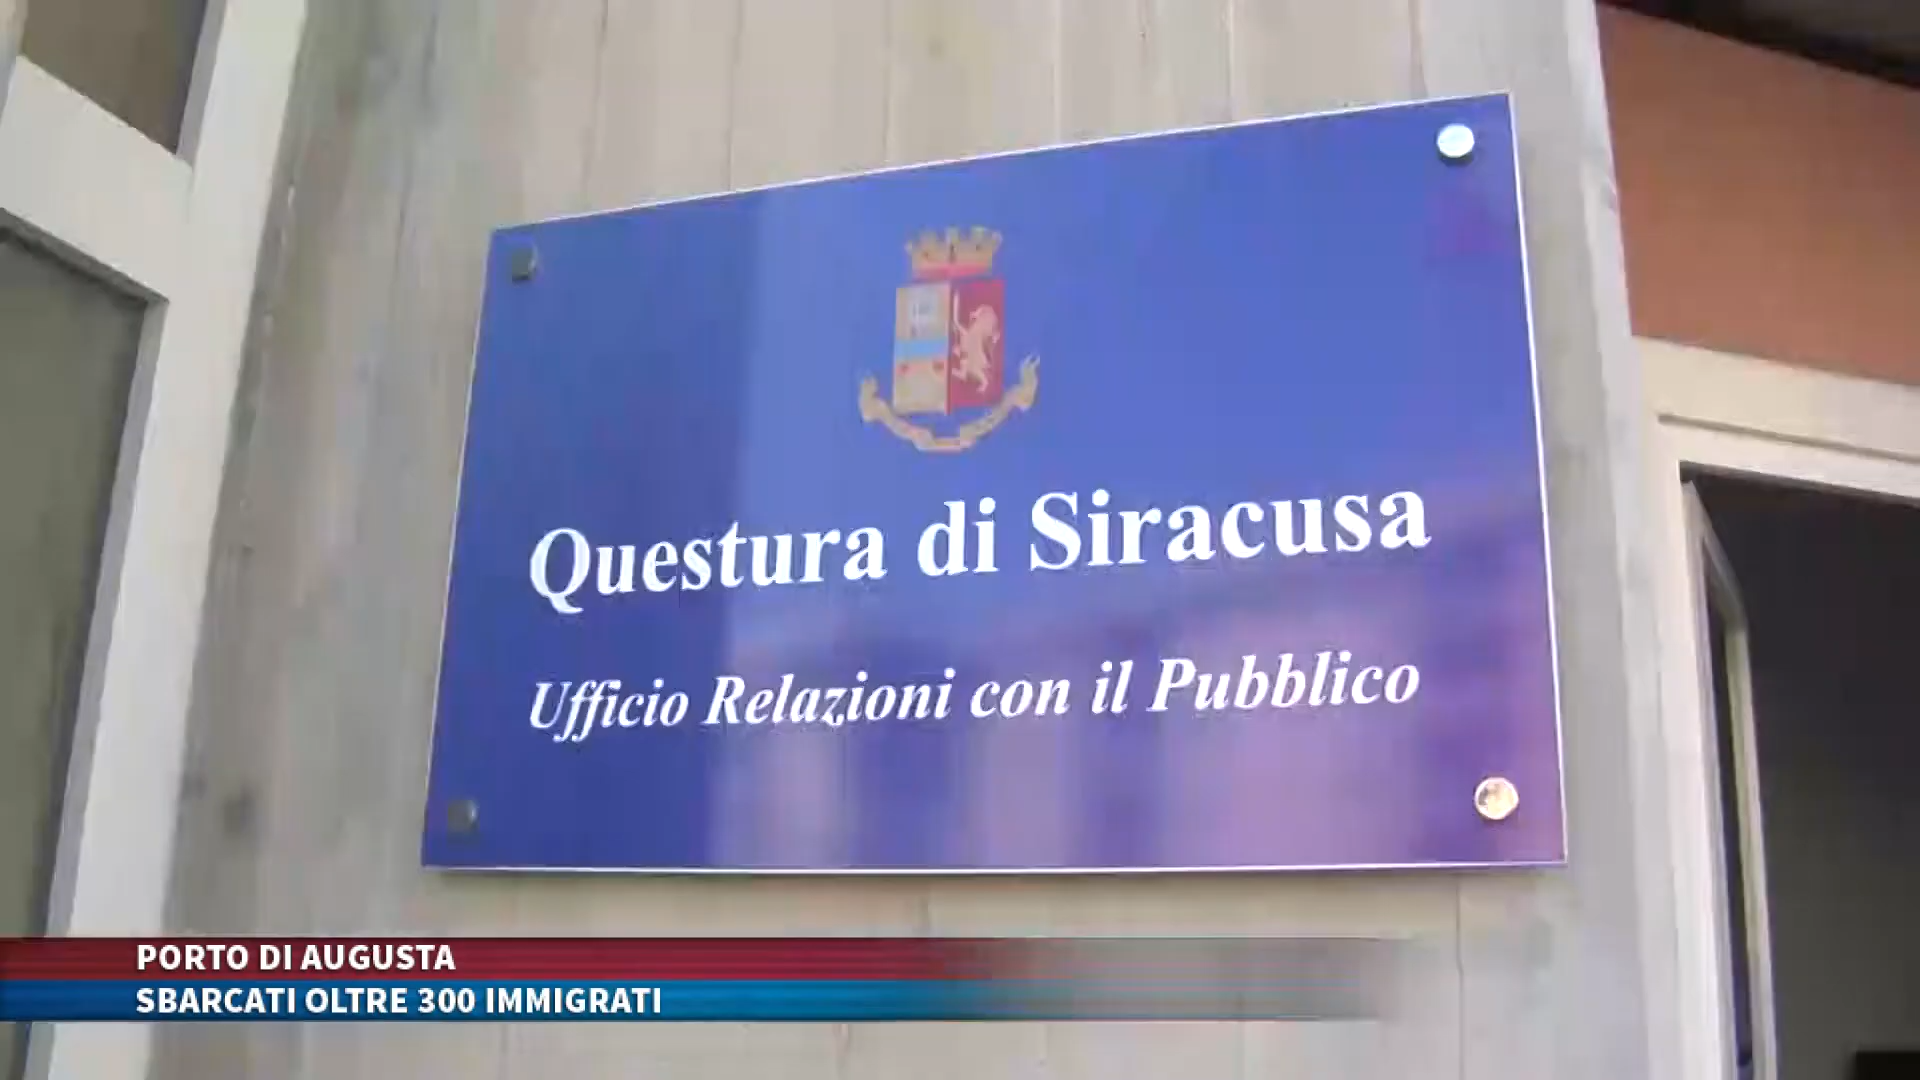 Questura di Siracusa
Ufficio Relazioni con il Pubblico
PORTO DI AUGUSTA
SBARCATI OLTRE 300 IMMIGRATI